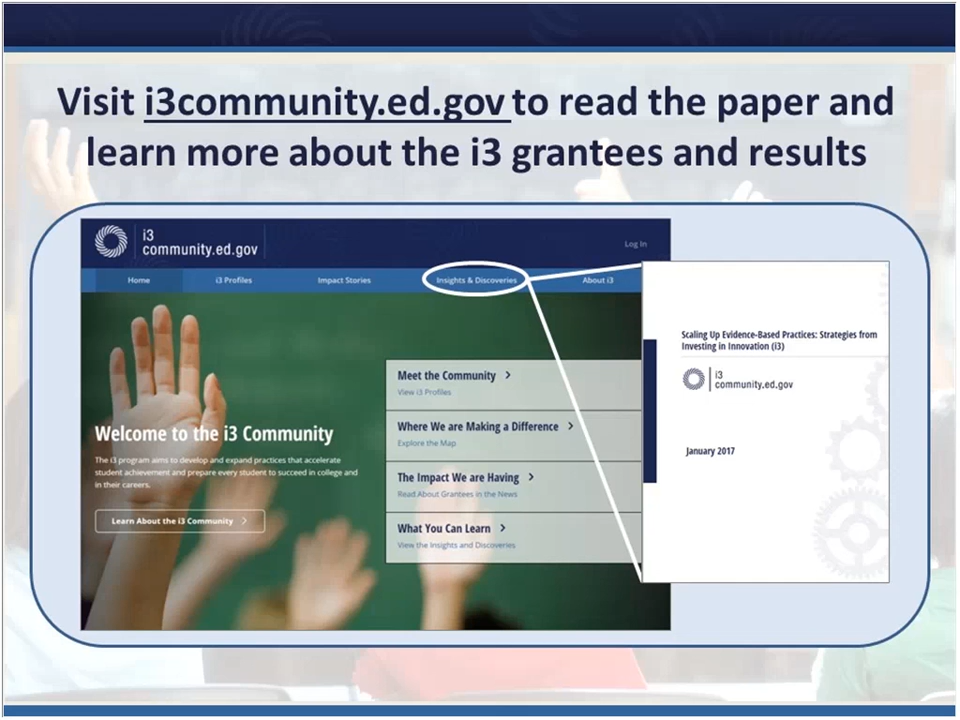 Visit i3community.ed.gov to read the paper and
learn more about the i3 grantees and results
i3
community.ed.gov
Log In
Home
i3 Profiles
Impact Stories
Insights & Discoveries
About i3
Welcome to the i3 Community
The i3 program aims to develop and expand practices that accelerate
student achievement and prepare every student to succeed in college and
in their careers.
Learn About the i3 Community >
Meet the Community >
View i3 Profiles
Where We are Making a Difference >
Explore the Map
The Impact We are Having >
Read About Grantees in the News
What You Can Learn >
View the Insights and Discoveries
Scaling Up Evidence-Based Practices: Strategies from
Investing in Innovation (i3)
i3
community.ed.gov
January 2017